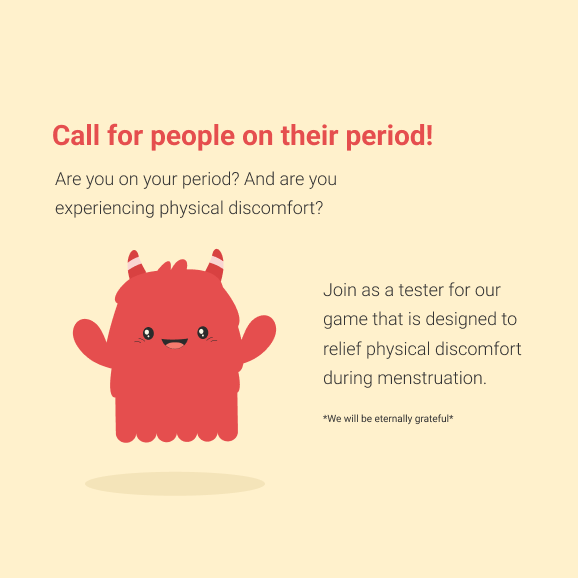 Call for people on their period!
Are you on your period? And are you
experiencing physical discomfort?
Join as a tester for our
game that is designed to
relief physical discomfort
during menstruation.
*We will be eternally grateful*